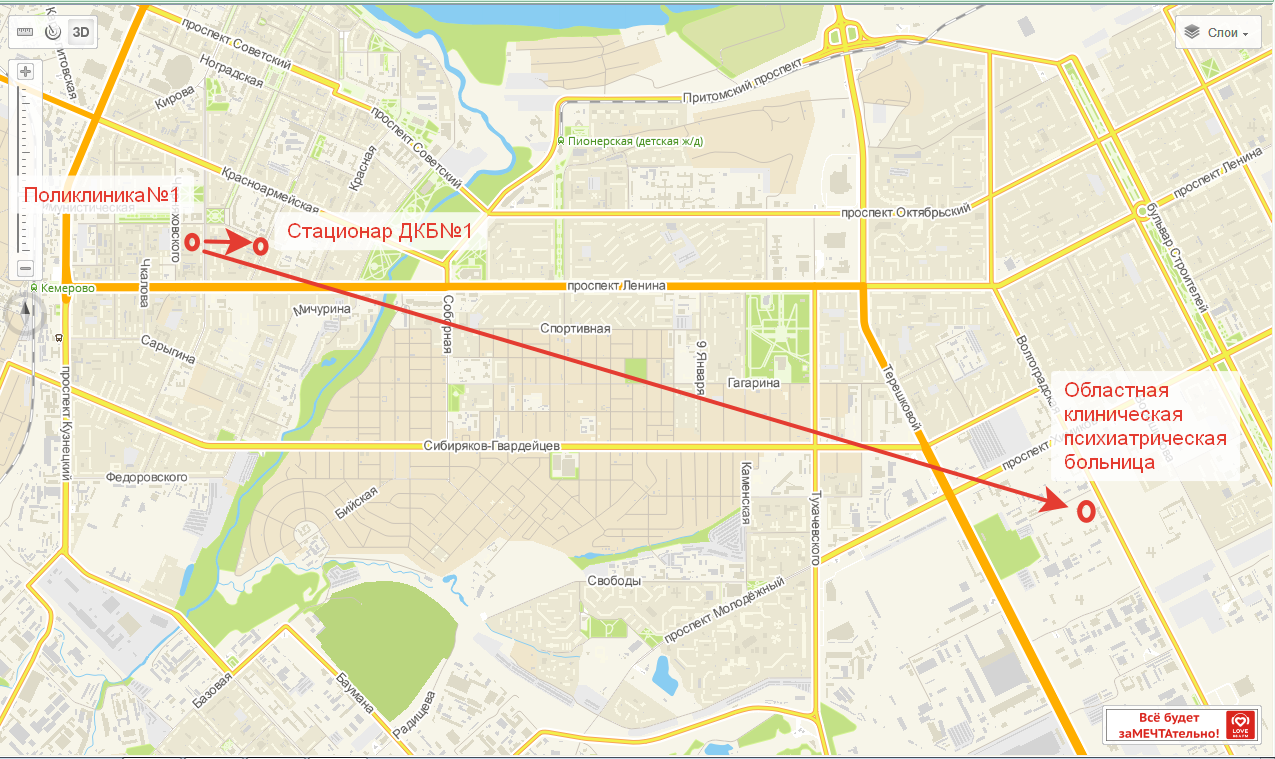 3D
Слои
проспект Советский
Ноградская
Кирова
Притомский проспект
Пионерская (детская ж/д)
проспект Советский
Красная
Красноармейская
проспект Ленина
Поликлиника№1
проспект Октябрьский
бульвар Строителей
Стационар ДКБ№1
Чкалова
Кемерово
проспект Ленина
Мичурина
Соборная
Спортивная
Сарыгина
9 Января
Волгоградская
Гагарина
Терешковой
проспект Кузнецкий
Областная
клиническая
психиатрическая
больница
Сибиряков-Гвардейцев
Федоровского
Каменская
Бийская
Тухачевского
Свободы
проспект Молодёжный
Базовая
Баумана
Радищева
Всё будет
заМЕЧТАтельно!
LOVE